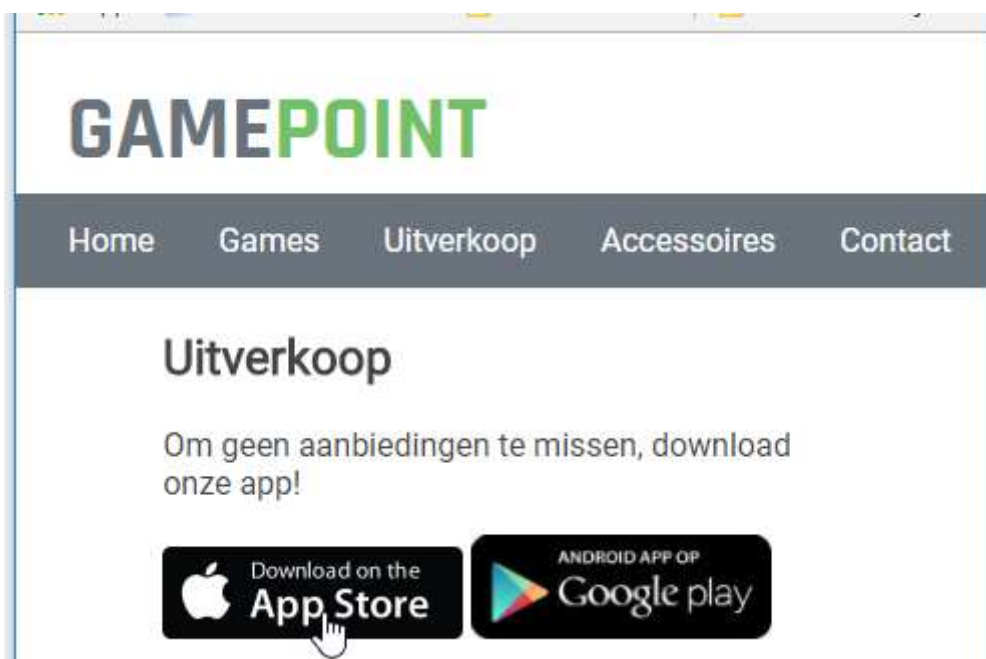 GAMEPOINT
Home Games Uitverkoop Accessoires Contact
Uitverkoop
Om geen aanbiedingen te missen, download
onze app!
Download on the
App Store
ANDROID APP OP
Google play